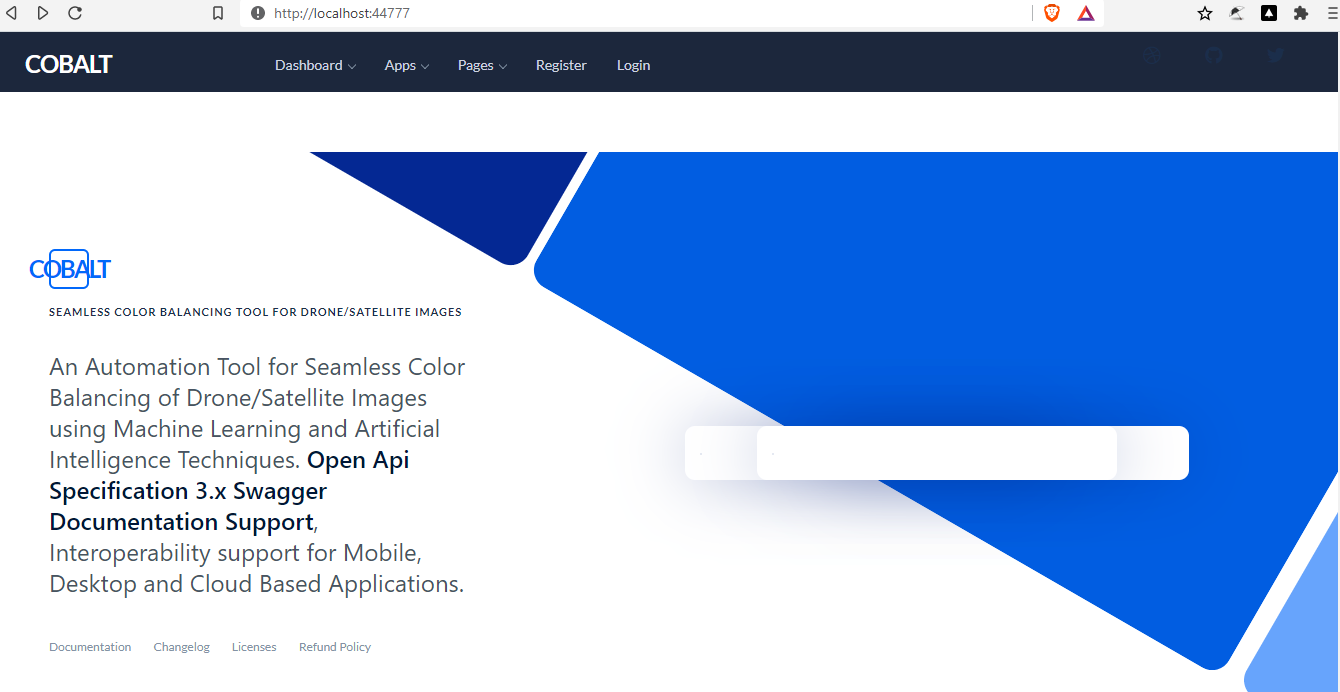 http://localhost:44777
COBALT
Dashboard Apps Pages Register Login
COBALT
SEAMLESS COLOR BALANCING TOOL FOR DRONE/SATELLITE IMAGES
An Automation Tool for Seamless Color
Balancing of Drone/Satellite Images
using Machine Learning and Artificial
Intelligence Techniques. Open Api
Specification 3.x Swagger
Documentation Support,
Interoperability support for Mobile,
Desktop and Cloud Based Applications.
Documentation Changelog Licenses Refund Policy